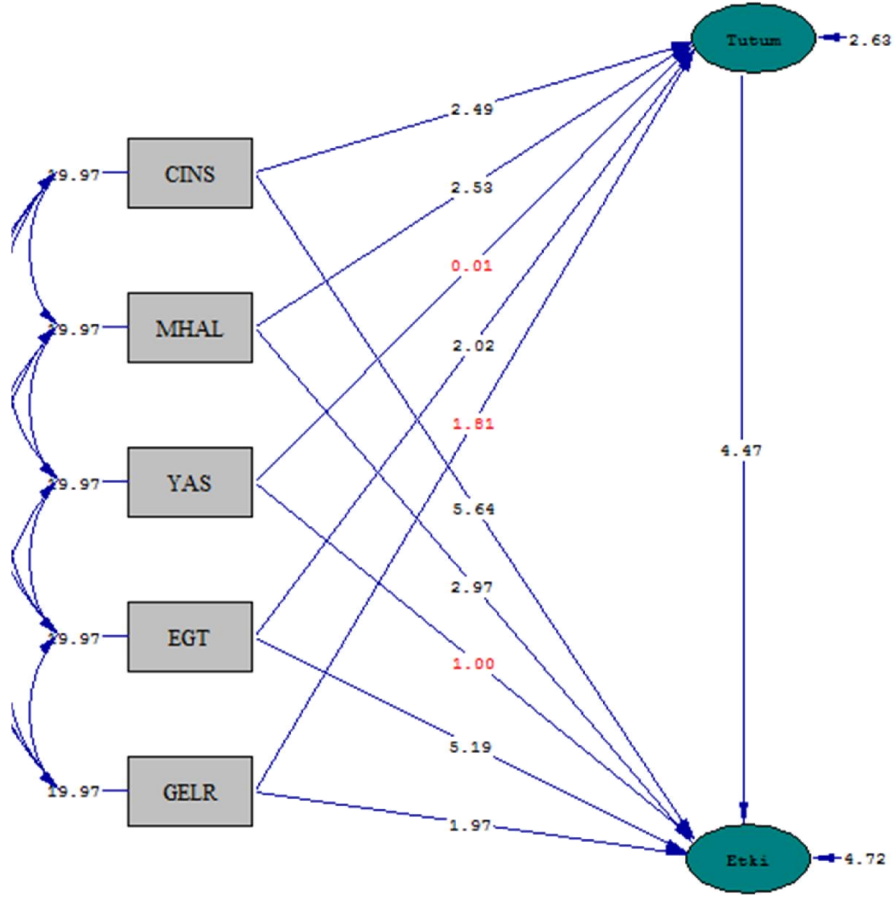 Tutum
2.63
2.49
19.97
CINS
2.53
0.01
19.97
MHAL
2.02
1.81
4.47
19.97
YAS
5.64
2.97
19.97
EGT
1.00
5.19
19.97
GELR
1.97
Etki
4.72